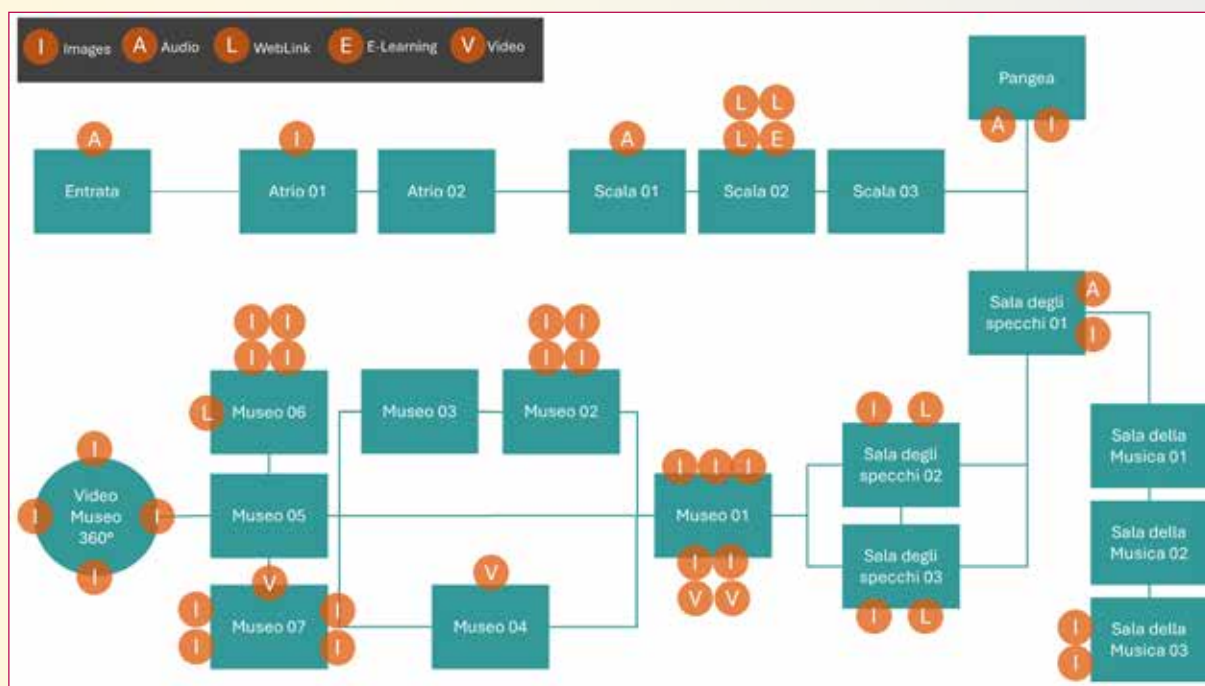 I Images A Audio L WebLink E E-Learning V Video
Pangea
A I
A
I
A
L L
L E
Entrata
Atrio 01
Atrio 02
Scala 01
Scala 02
Scala 03
Sala degli
specchi 01
A
I
I I
I I
I I
I I
L
Museo 06
Museo 03
Museo 02
I L
Sala degli
specchi 02
Sala della
Musica 01
I
I
Video
Museo
360°
I
I
Museo 05
I I I
Museo 01
I I
V V
Sala degli
specchi 03
I L
Sala della
Musica 02
V
I
I
Museo 07
I
I
V
Museo 04
I
I
Sala della
Musica 03